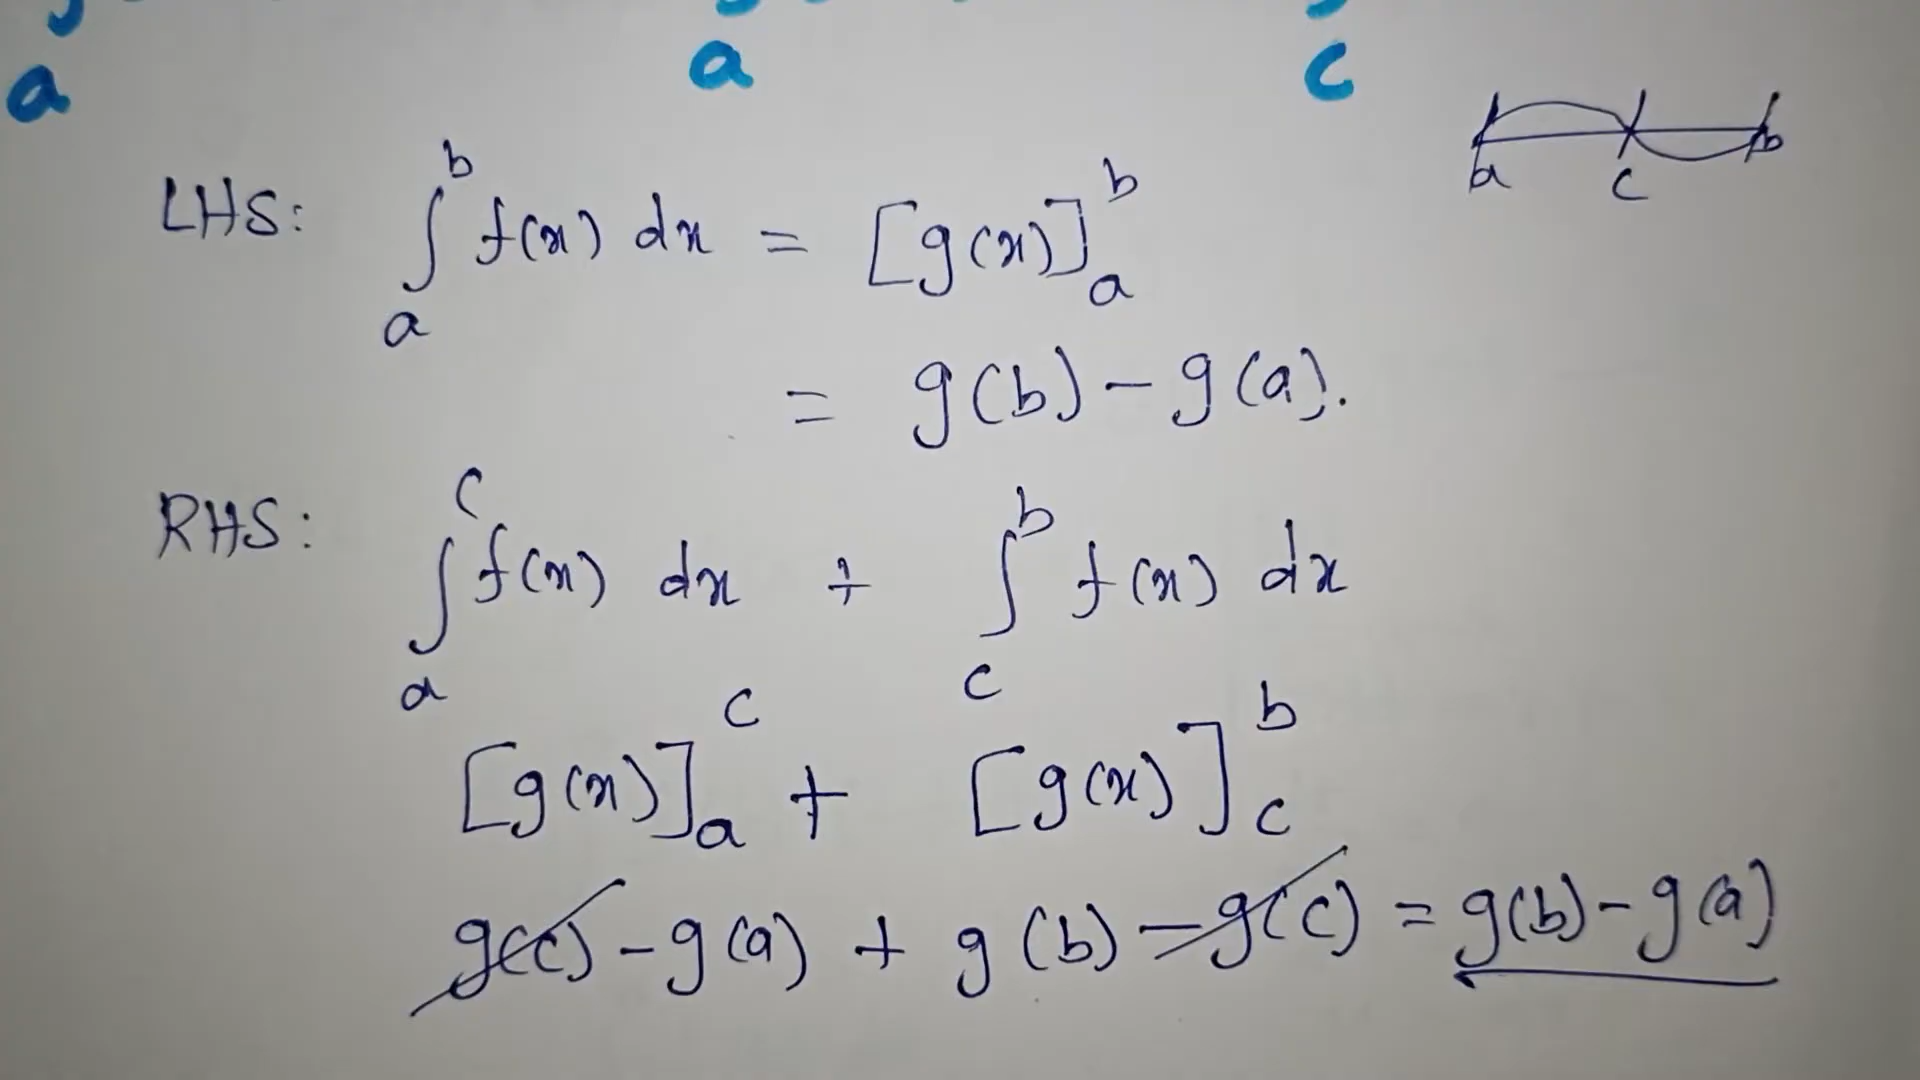 a a c
a c b
LHS: ∫_a^b f(x) dx = [g(x)]_a^b
= g(b) - g(a).
RHS: ∫_a^c f(x) dx + ∫_c^b f(x) dx
[g(x)]_a^c + [g(x)]_c^b
g(c) - g(a) + g(b) - g(c) = g(b) - g(a)